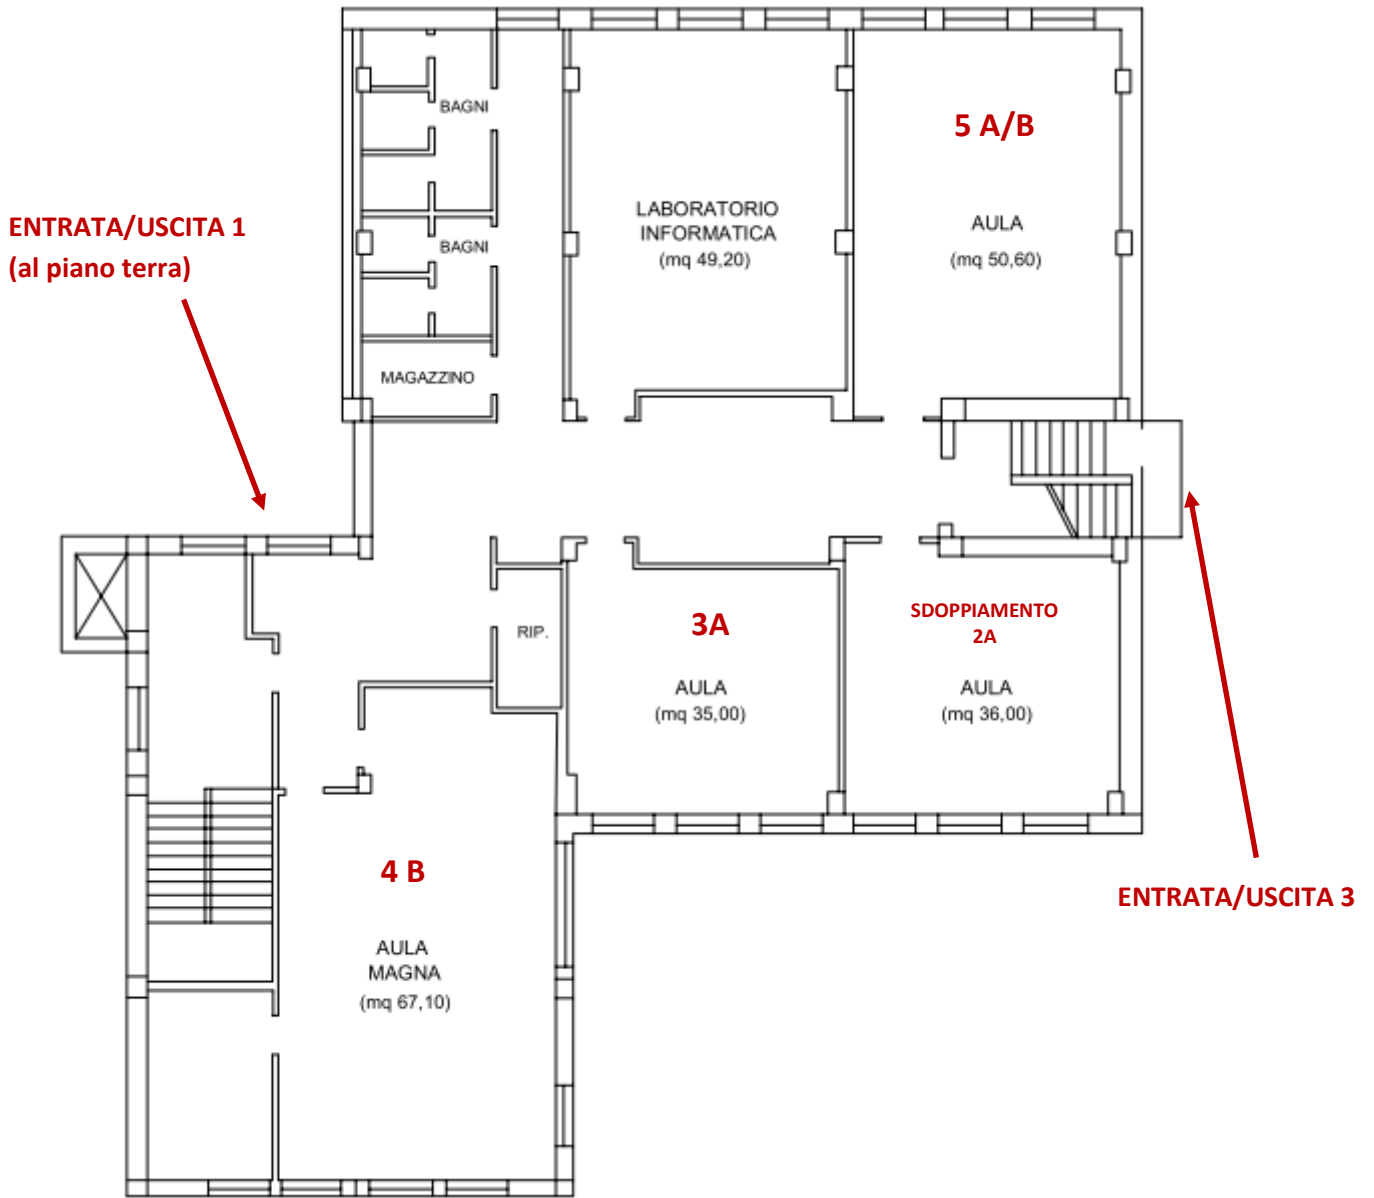 BAGNI
5 A/B
LABORATORIO
INFORMATICA
(mq 49,20)
AULA
(mq 50,60)
ENTRATA/USCITA 1
(al piano terra)
BAGNI
MAGAZZINO
RIP.
3A
AULA
(mq 35,00)
SDOPPIAMENTO
2A
AULA
(mq 36,00)
4 B
AULA
MAGNA
(mq 67,10)
ENTRATA/USCITA 3